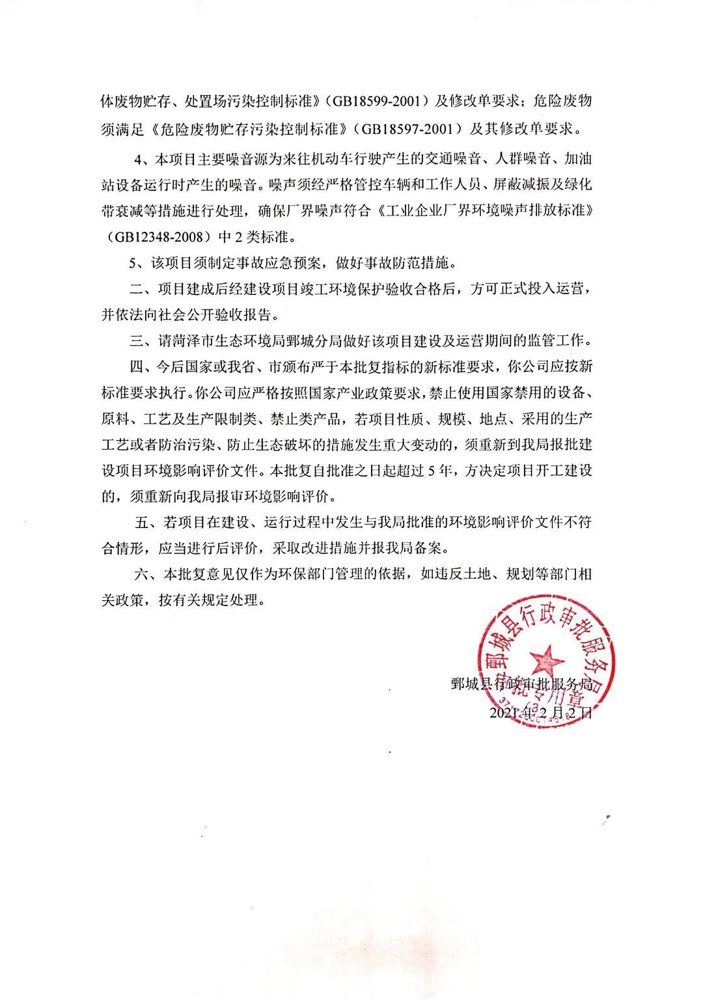 体废物贮存、处置场污染控制标准》（GB18599-2001）及修改单要求；危险废物
须满足《危险废物贮存污染控制标准》（GB18597-2001）及其修改单要求。
4、本项目主要噪音源为来往机动车行驶产生的交通噪音、人群噪音、加油
站设备运行时产生的噪音。噪声须经严格管控车辆和工作人员、屏蔽减振及绿化
带衰减等措施进行处理，确保厂界噪声符合《工业企业厂界环境噪声排放标准》
（GB12348-2008）中 2 类标准。
5、该项目须制定事故应急预案，做好事故防范措施。
二、项目建成后经建设项目竣工环境保护验收合格后，方可正式投入运营，
并依法向社会公开验收报告。
三、请菏泽市生态环境局鄄城分局做好该项目建设及运营期间的监管工作。
四、今后国家或我省、市颁布严于本批复指标的新标准要求，你公司应按新
标准要求执行。你公司应严格按照国家产业政策要求，禁止使用国家禁用的设备、
原料、工艺及生产限制类、禁止类产品，若项目性质、规模、地点、采用的生产
工艺或者防治污染、防止生态破坏的措施发生重大变动的，须重新到我局报批建
设项目环境影响评价文件。本批复自批准之日起超过 5 年，方决定项目开工建设
的，须重新向我局报审环境影响评价。
五、若项目在建设、运行过程中发生与我局批准的环境影响评价文件不符
合情形，应当进行后评价，采取改进措施并报我局备案。
六、本批复意见仅作为环保部门管理的依据，如违反土地、规划等部门相
关政策，按有关规定处理。
鄄城县行政审批服务局
鄄城县行政审批服务局
审批专用章
（3）
2021 年 2 月 2 日